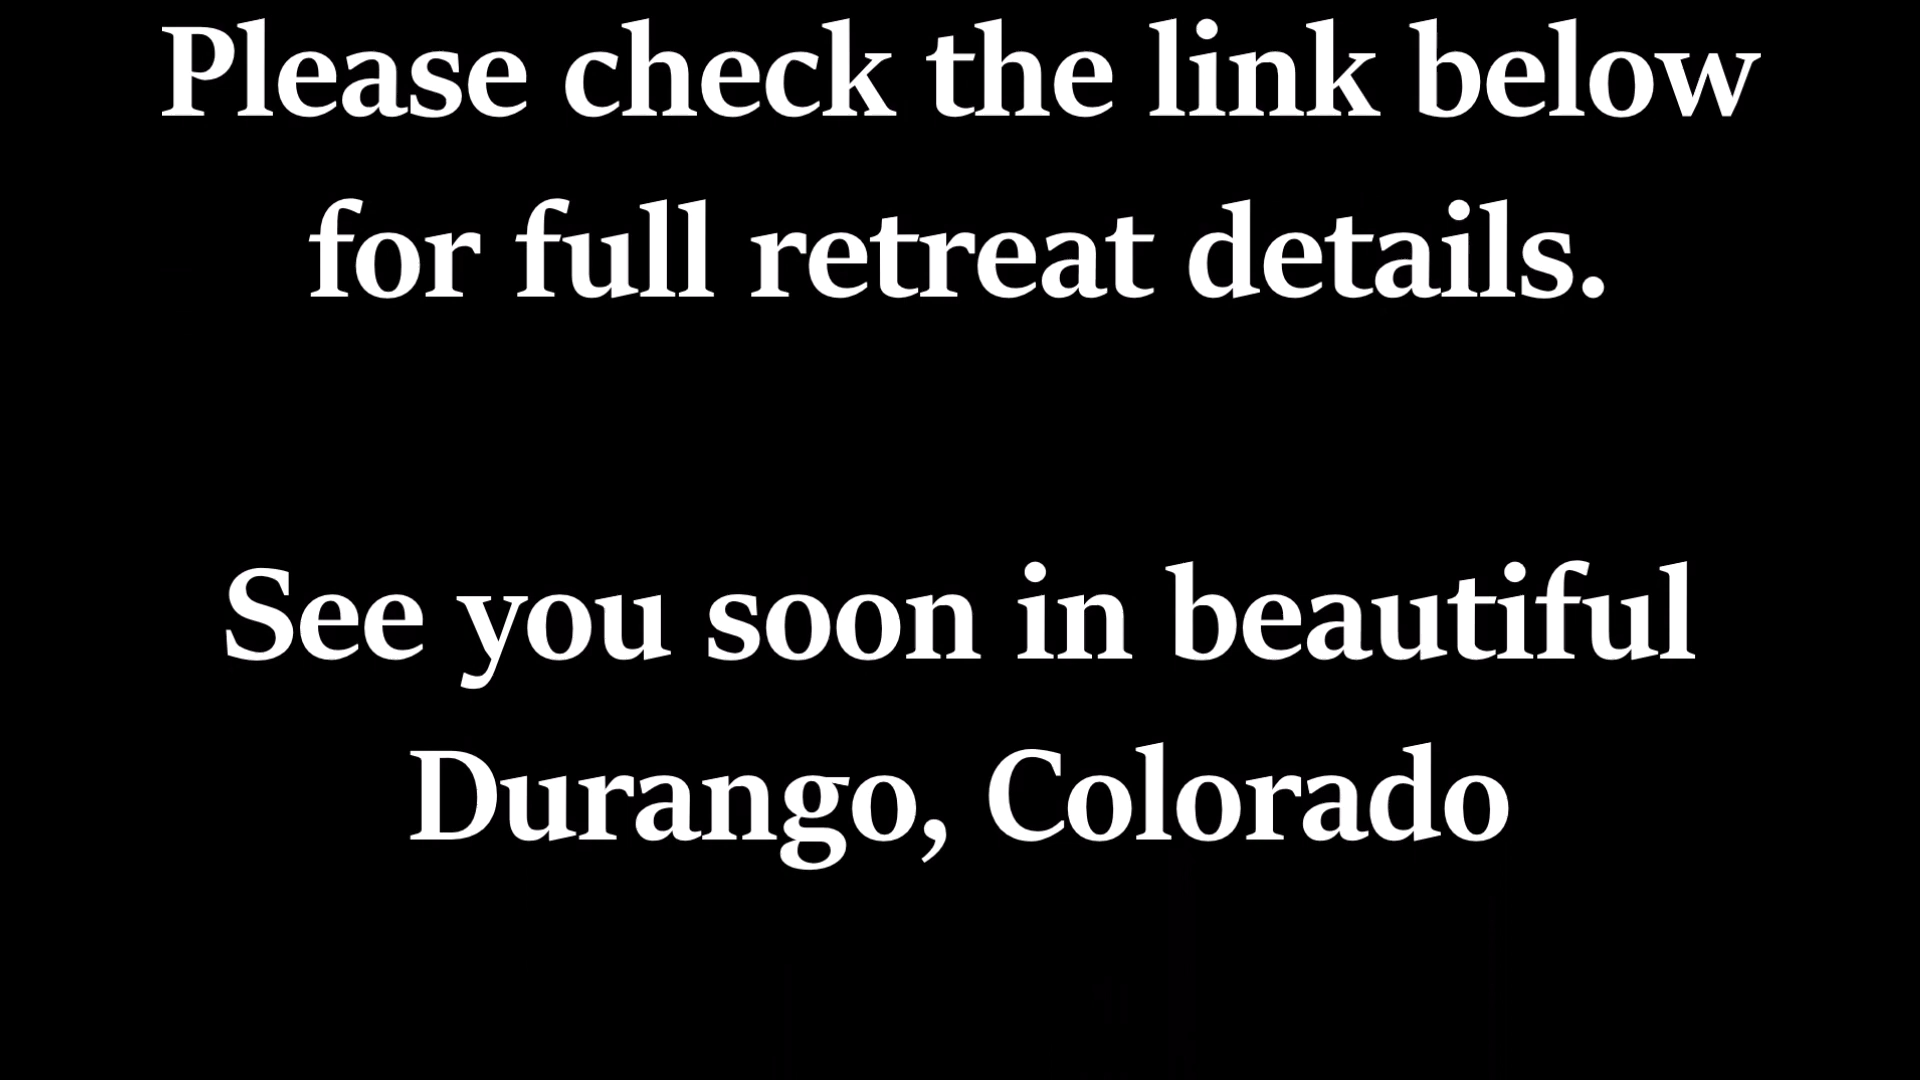 Please check the link below
for full retreat details.
See you soon in beautiful
Durango, Colorado